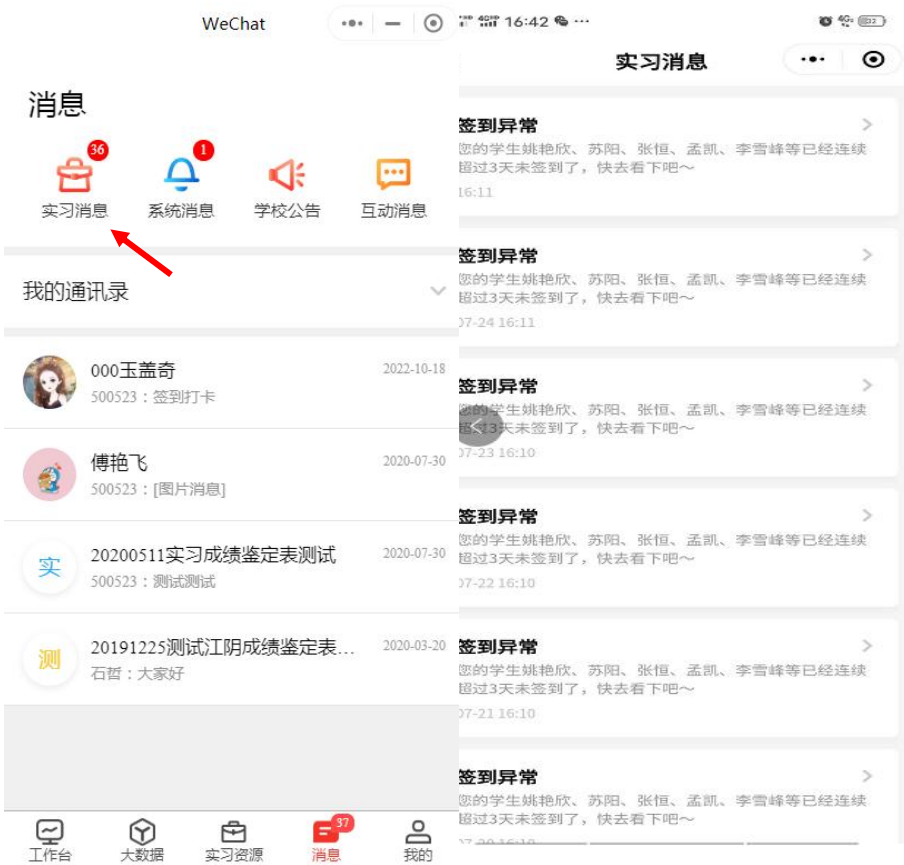 WeChat
消息
36
1
实习消息
系统消息
学校公告
互动消息
我的通讯录
000玉盖奇
2022-10-18
500523：签到打卡
傅艳飞
2020-07-30
500523：[图片消息]
实
20200511实习成绩鉴定表测试
2020-07-30
500523：测试测试
测
20191225测试江阴成绩鉴定表…
2020-03-20
石哲：大家好
37
工作台
大数据
实习资源
消息
我的
16:42
实习消息
签到异常
您的学生姚艳欣、苏阳、张恒、孟凯、李雪峰等已经连续
超过3天未签到了，快去看下吧～
16:11
签到异常
您的学生姚艳欣、苏阳、张恒、孟凯、李雪峰等已经连续
超过3天未签到了，快去看下吧～
07-24 16:11
签到异常
您的学生姚艳欣、苏阳、张恒、孟凯、李雪峰等已经连续
超过3天未签到了，快去看下吧～
07-23 16:10
签到异常
您的学生姚艳欣、苏阳、张恒、孟凯、李雪峰等已经连续
超过3天未签到了，快去看下吧～
07-22 16:10
签到异常
您的学生姚艳欣、苏阳、张恒、孟凯、李雪峰等已经连续
超过3天未签到了，快去看下吧～
07-21 16:10
签到异常
您的学生姚艳欣、苏阳、张恒、孟凯、李雪峰等已经连续
超过3天未签到了，快去看下吧～